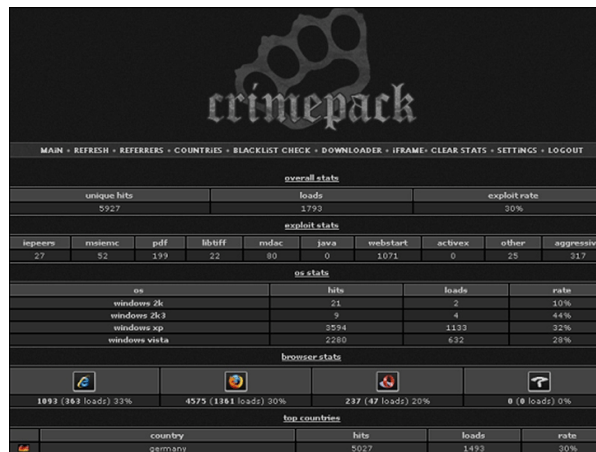 crimepack
MAiN • REFRESH • REFERRERS • COUNTRiES • BLACKLiST CHECK • DOWNLOADER • iFRAME• CLEAR STATS • SETTiNGS • LOGOUT
overall stats
unique hits loads exploit rate
5927 1793 30%
exploit stats
iepeers msiemc pdf libtiff mdac java webstart activex other aggressiv
27 52 199 22 80 0 1071 0 25 317
os stats
os hits loads rate
windows 2k 21 2 10%
windows 2k3 9 4 44%
windows xp 3594 1133 32%
windows vista 2280 632 28%
browser stats
1093 (363 loads) 33% 4575 (1361 loads) 30% 237 (47 loads) 20% 0 (0 loads) 0%
top countries
country hits loads rate
germany 5027 1493 30%